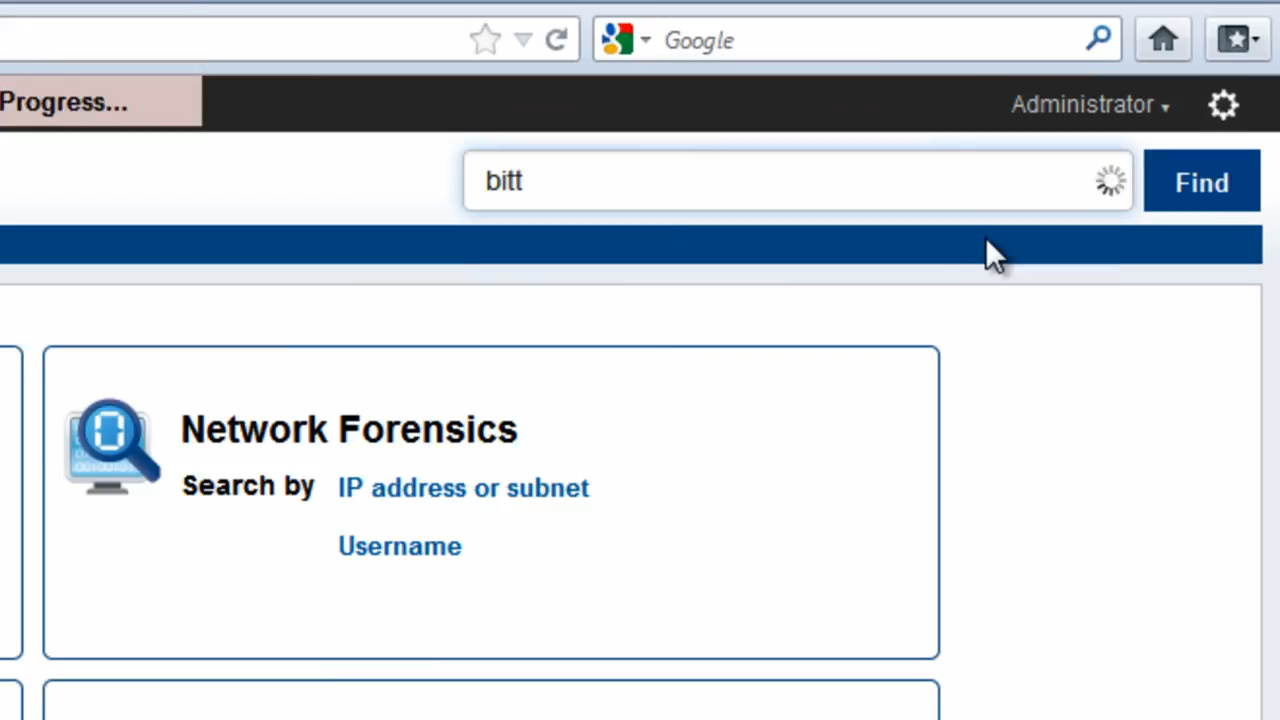 Google
Progress...
Administrator
bitt
Find
Network Forensics
Search by IP address or subnet
Username